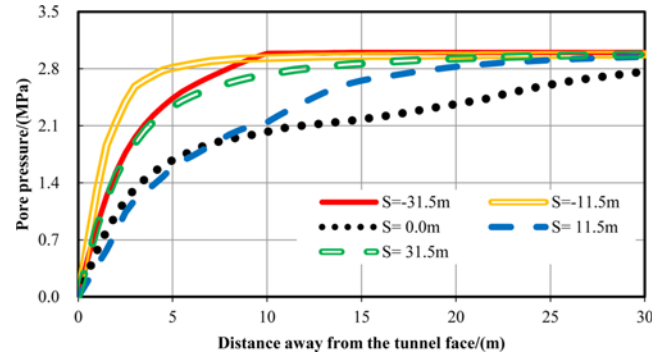 3.5
2.8
2.1
1.4
0.7
0.0
Pore pressure/(MPa)
S=-31.5m
S=-11.5m
S= 0.0m
S= 11.5m
S= 31.5m
0 5 10 15 20 25 30
Distance away from the tunnel face/(m)